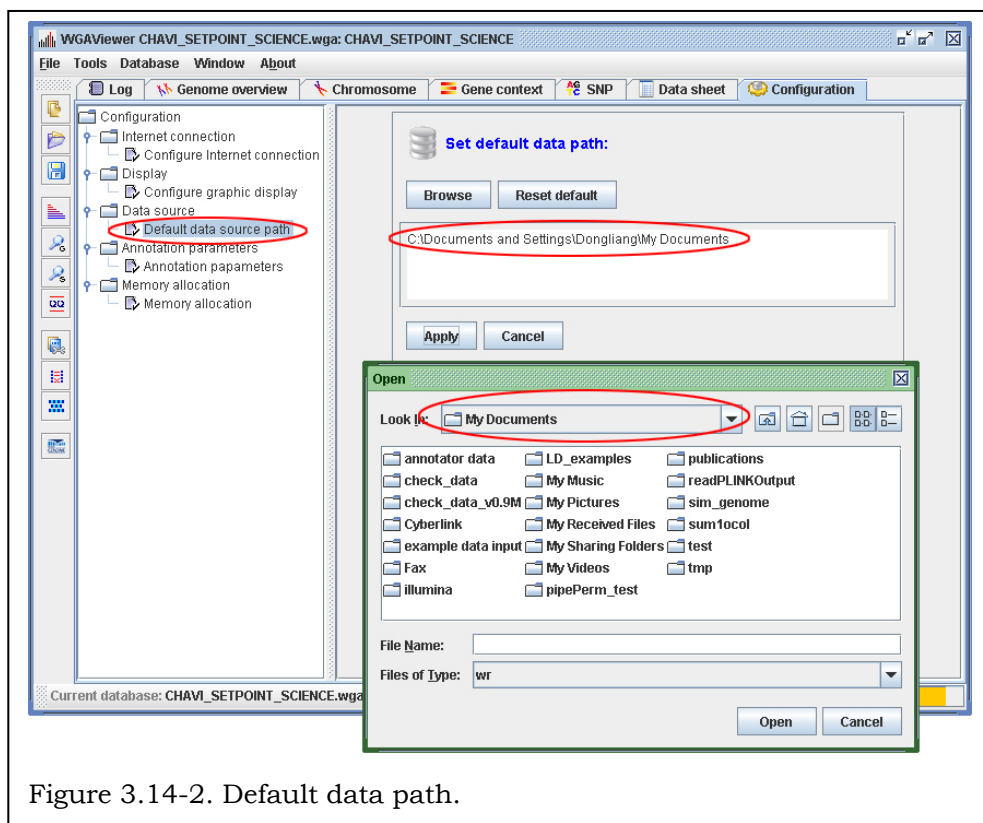 WGAViewer CHAVI_SETPOINT_SCIENCE.wga: CHAVI_SETPOINT_SCIENCE
File Tools Database Window About
Log Genome overview Chromosome Gene context SNP Data sheet Configuration
Configuration
Internet connection
Configure Internet connection
Display
Configure graphic display
Data source
Default data source path
Annotation parameters
Annotation papameters
Memory allocation
Memory allocation
Set default data path:
Browse Reset default
C:\Documents and Settings\Dongliang\My Documents
Apply Cancel
Open
Look In: My Documents
annotator data LD_examples publications
check_data My Music readPLINKOutput
check_data_v0.9M My Pictures sim_genome
Cyberlink My Received Files sum1ocol
example data input My Sharing Folders test
Fax My Videos tmp
illumina pipePerm_test
File Name:
Files of Type: wr
Open Cancel
Current database: CHAVI_SETPOINT_SCIENCE.wga
Figure 3.14-2. Default data path.